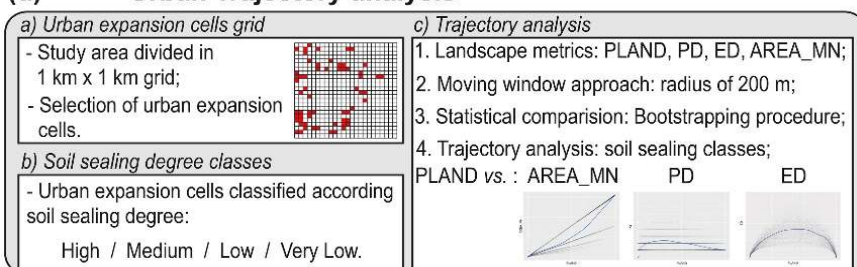 a) Urban expansion cells grid
- Study area divided in
1 km x 1 km grid;
- Selection of urban expansion
cells.
b) Soil sealing degree classes
- Urban expansion cells classified according
soil sealing degree:
High / Medium / Low / Very Low.
c) Trajectory analysis
1. Landscape metrics: PLAND, PD, ED, AREA_MN;
2. Moving window approach: radius of 200 m;
3. Statistical comparision: Bootstrapping procedure;
4. Trajectory analysis: soil sealing classes;
PLAND vs. : AREA_MN PD ED